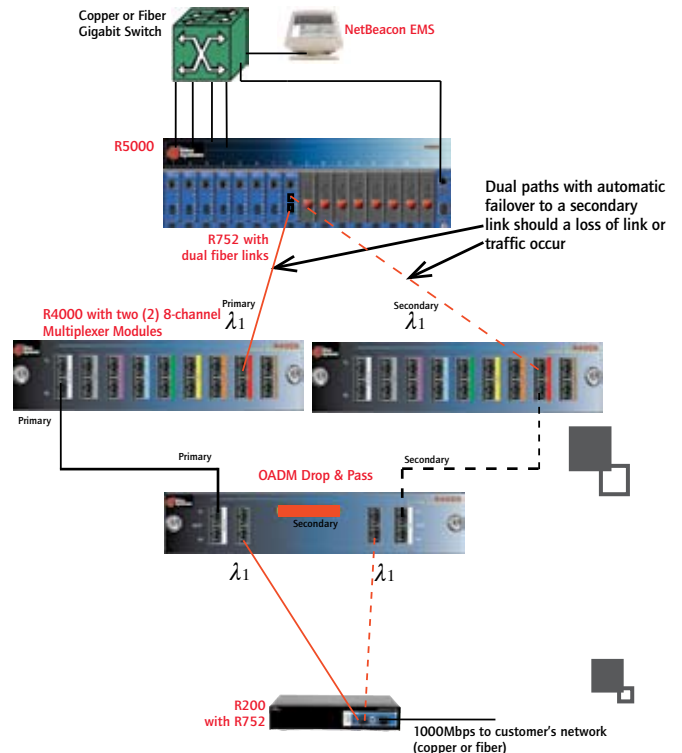 Copper or Fiber
Gigabit Switch
NetBeacon EMS
R5000
Dual paths with automatic
failover to a secondary
link should a loss of link or
traffic occur
R752 with
dual fiber links
Primary
λ1
Secondary
λ1
R4000 with two (2) 8-channel
Multiplexer Modules
Primary
Primary
Secondary
OADM Drop & Pass
Secondary
λ1
λ1
R200
with R752
1000Mbps to customer's network
(copper or fiber)